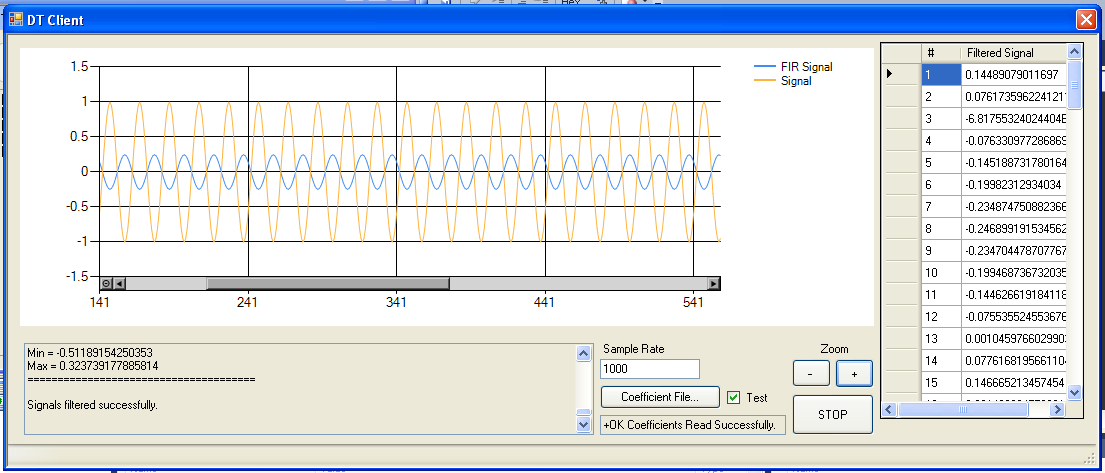 DT Client
1.5
1
0.5
0
-0.5
-1
-1.5
141
241
341
441
541
FIR Signal
Signal
# Filtered Signal
1 0.14489079011697
2 0.076173596224121
3 -6.81755324024404E
4 -0.076330977286869
5 -0.145188731780164
6 -0.19982312934034
7 -0.234874750882366
8 -0.246899191534562
9 -0.234704478707767
10 -0.199468736732035
11 -0.144626619184118
12 -0.075535524553676
13 0.001045976602990
14 0.077616819566110
15 0.146665213457454
Min = -0.51189154250353
Max = 0.323739177885814
======================================
Signals filtered successfully.
Sample Rate
1000
Coefficient File...
Test
+OK Coefficients Read Successfully.
Zoom
-
+
STOP